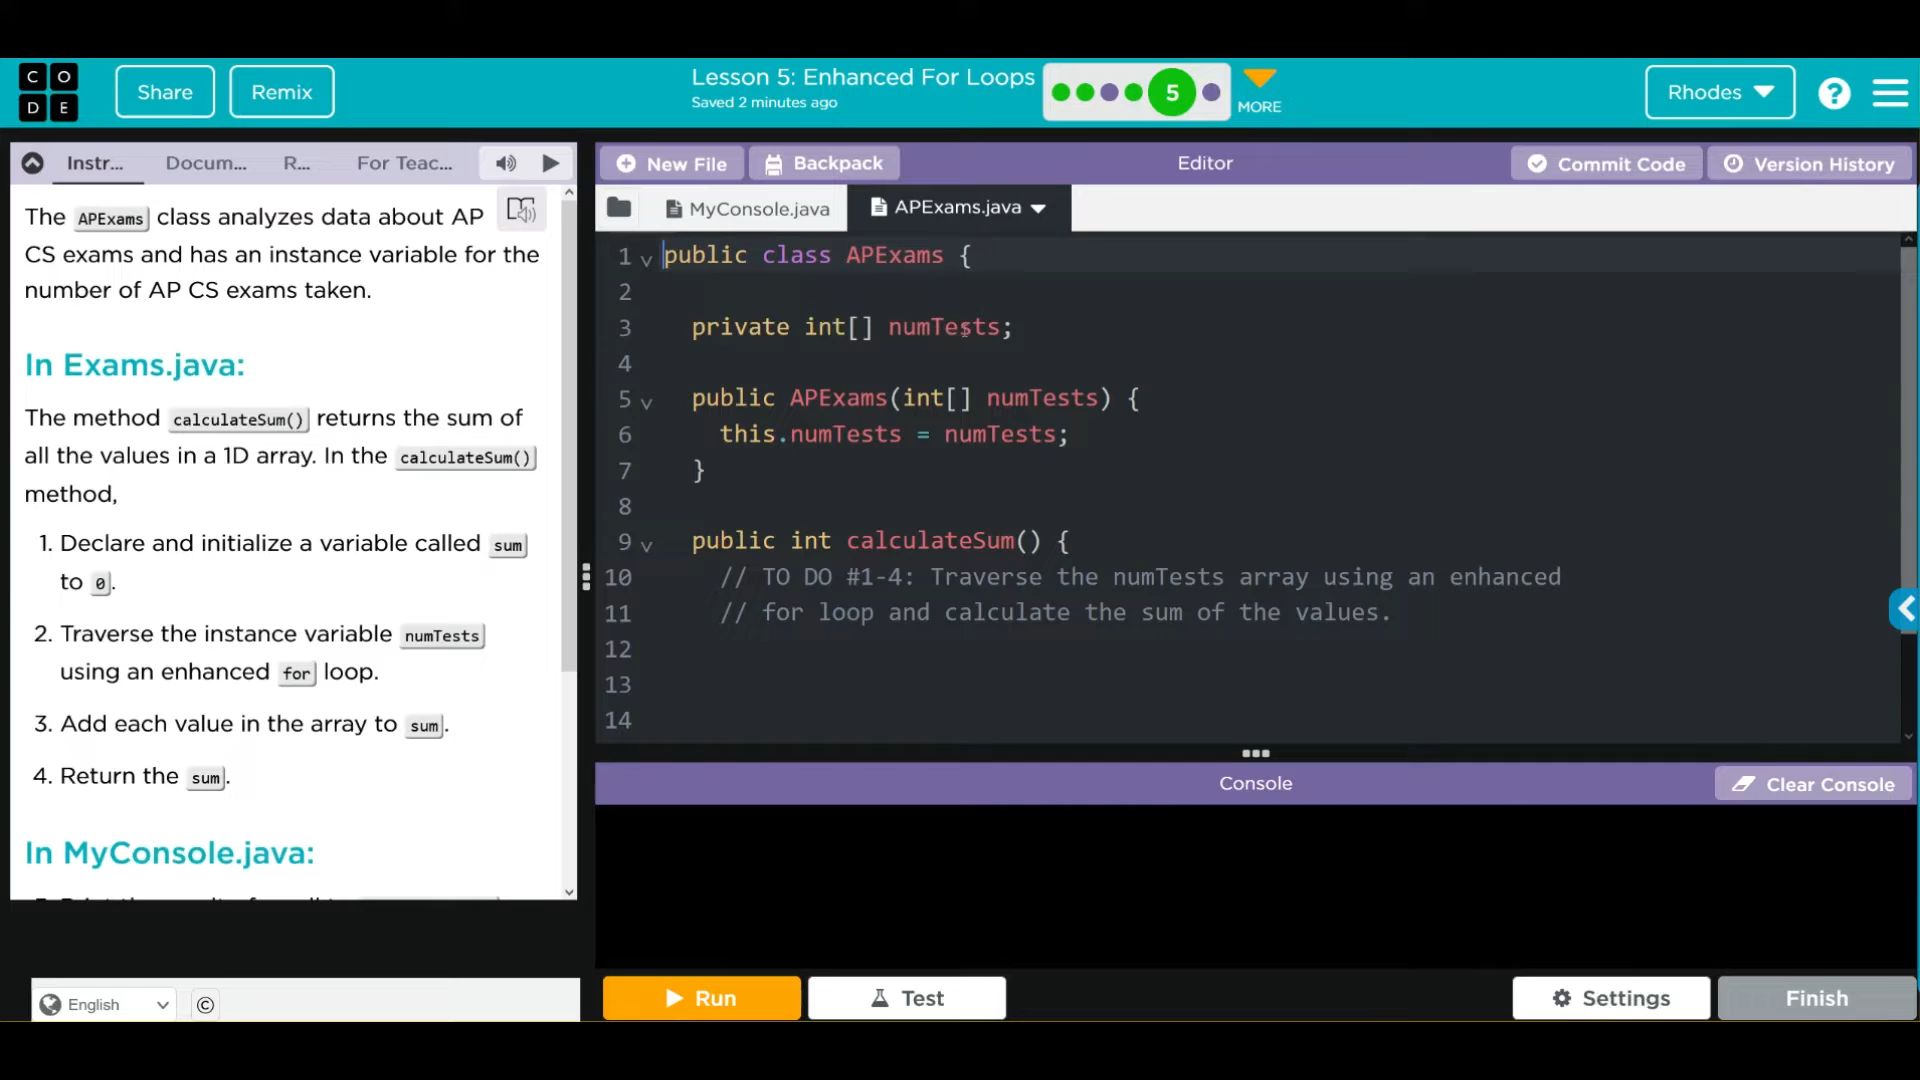 C O D E
Share
Remix
Lesson 5: Enhanced For Loops
Saved 2 minutes ago
5
MORE
Rhodes
?
Instr...
Docum...
R...
For Teac...
New File
Backpack
Editor
Commit Code
Version History
The APExams class analyzes data about AP
CS exams and has an instance variable for the
number of AP CS exams taken.
In Exams.java:
The method calculateSum() returns the sum of
all the values in a 1D array. In the calculateSum()
method,
1. Declare and initialize a variable called sum
to 0.
2. Traverse the instance variable numTests
using an enhanced for loop.
3. Add each value in the array to sum.
4. Return the sum.
In MyConsole.java:
English
©
MyConsole.java
APExams.java
1 public class APExams {
2
3 private int[] numTests;
4
5 public APExams(int[] numTests) {
6 this.numTests = numTests;
7 }
8
9 public int calculateSum() {
10 // TO DO #1-4: Traverse the numTests array using an enhanced
11 // for loop and calculate the sum of the values.
12
13
14
Console
Clear Console
Run
Test
Settings
Finish